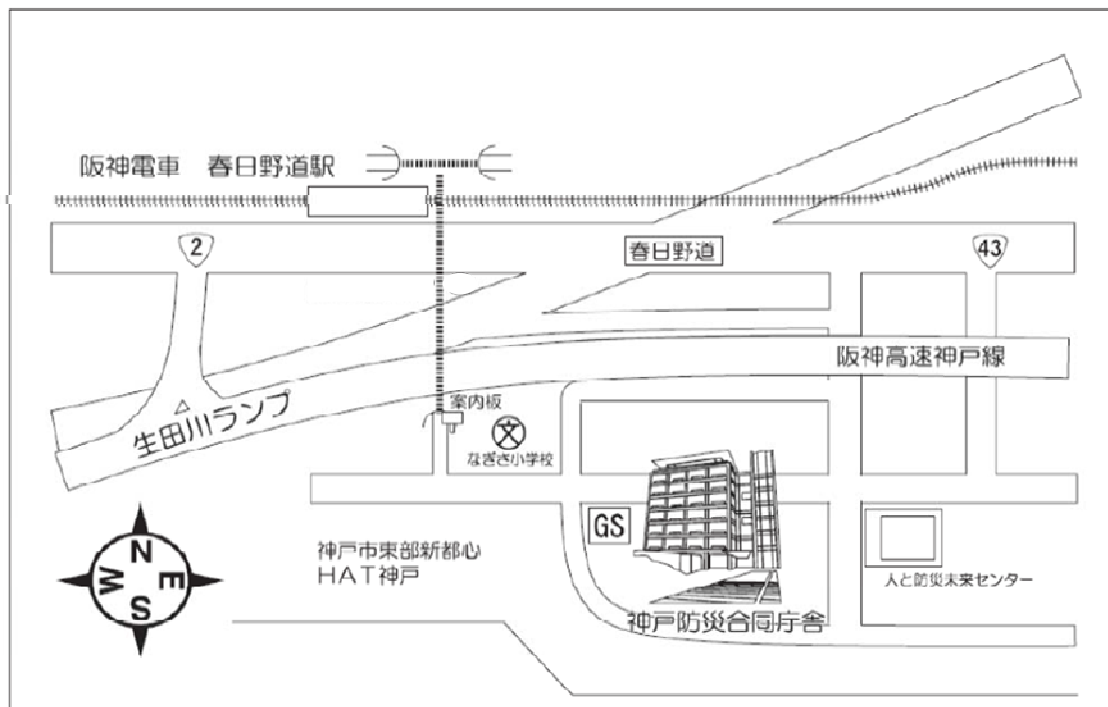 阪神電車 春日野道駅
2
春日野道
43
阪神高速神戸線
生田川ランプ
案内板
文
なぎさ小学校
GS
神戸市東部新都心
HAT神戸
人と防災未来センター
神戸防災合同庁舎
N
W
E
S